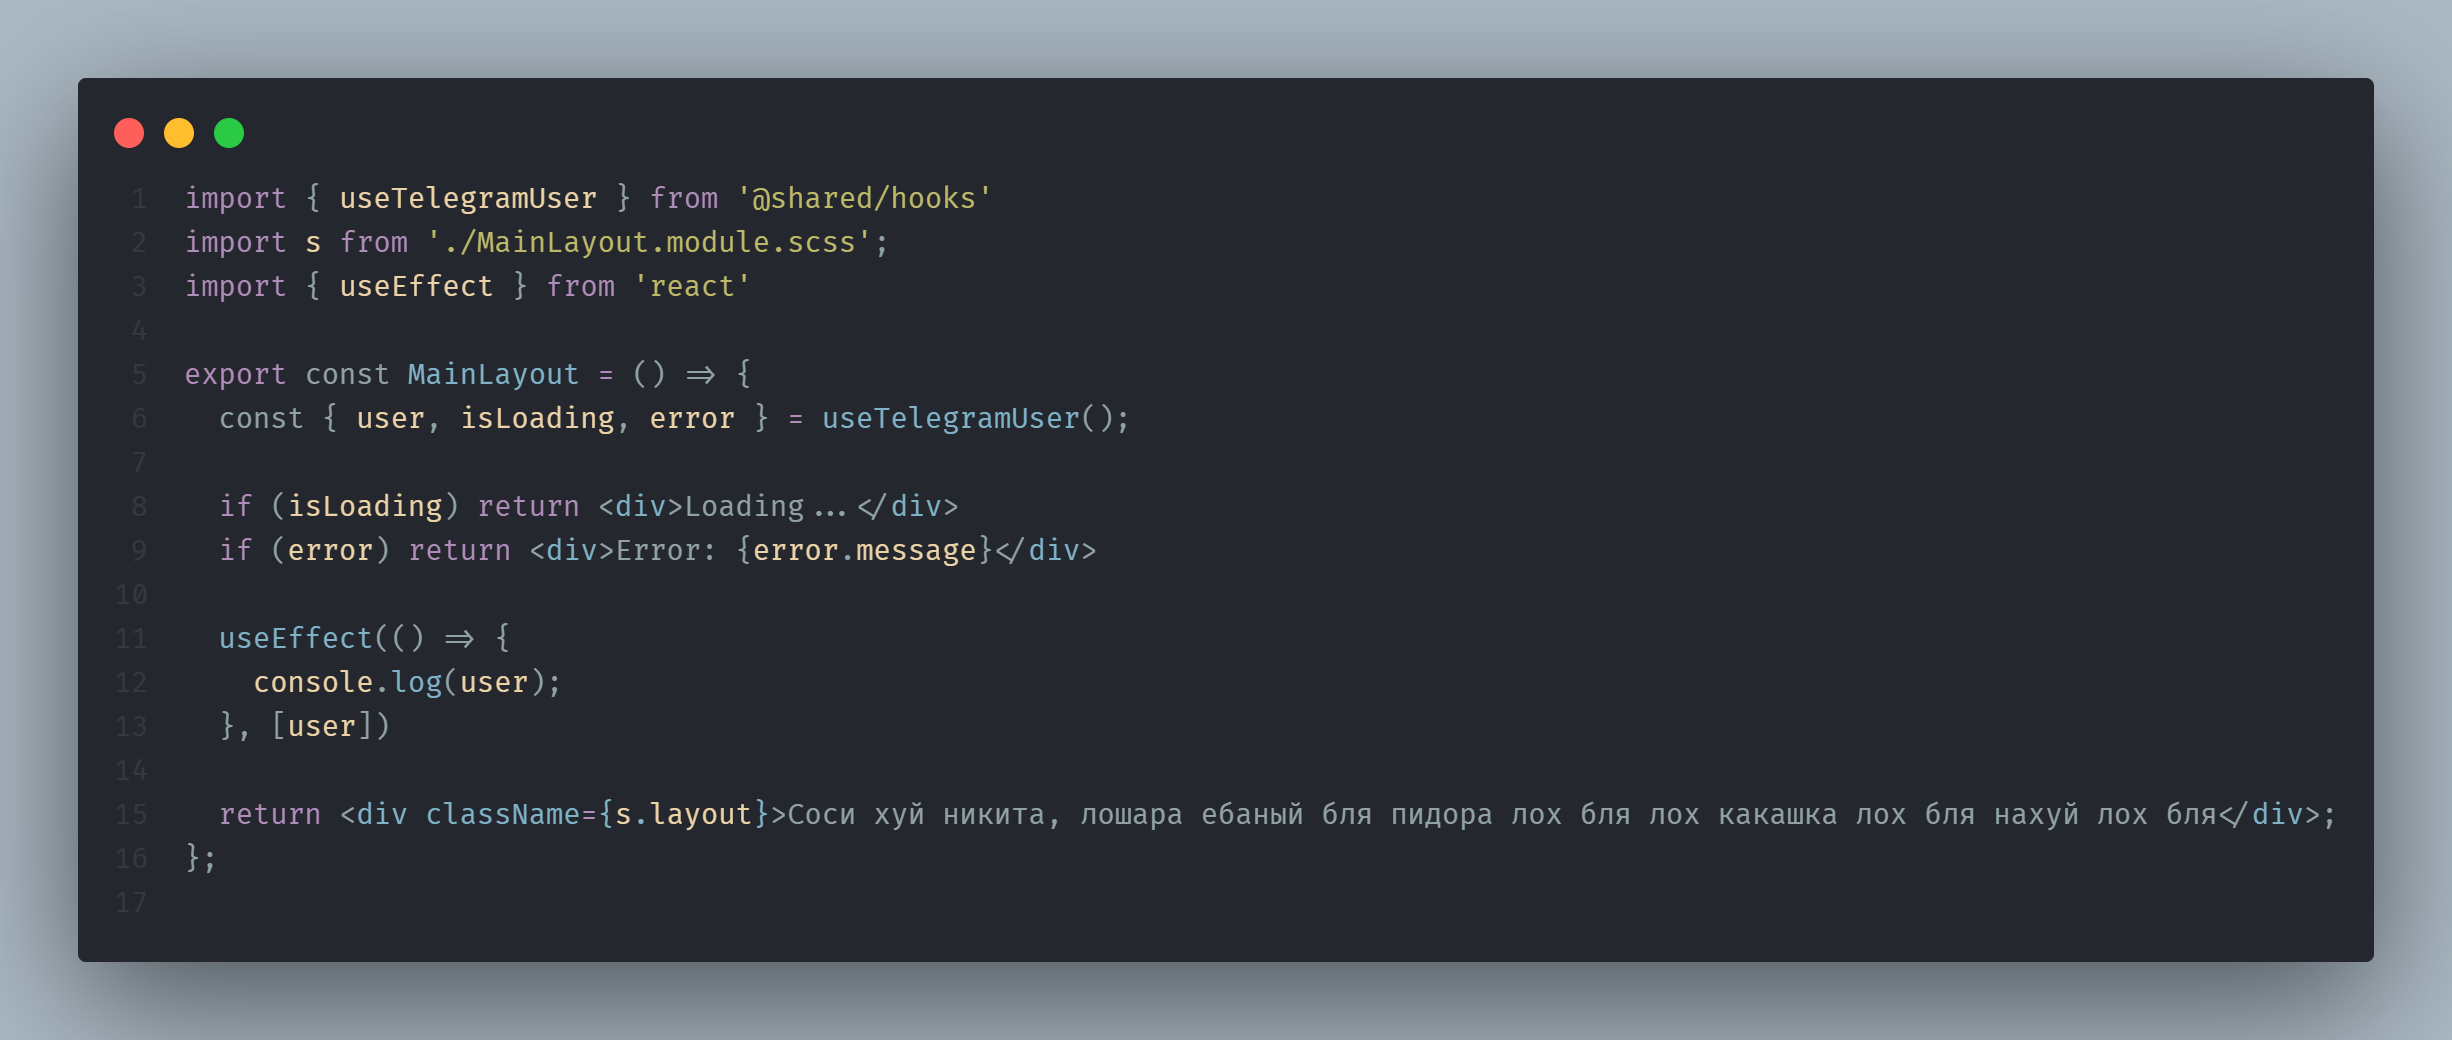 1 import { useTelegramUser } from '@shared/hooks'
2 import s from './MainLayout.module.scss';
3 import { useEffect } from 'react'
4
5 export const MainLayout = () => {
6   const { user, isLoading, error } = useTelegramUser();
7
8   if (isLoading) return <div>Loading...</div>
9   if (error) return <div>Error: {error.message}</div>
10
11   useEffect(() => {
12     console.log(user);
13   }, [user])
14
15   return <div className={s.layout}>Соси хуй никита, лошара ебаный бля пидора лох бля лох какашка лох бля нахуй лох бля</div>;
16 };
17